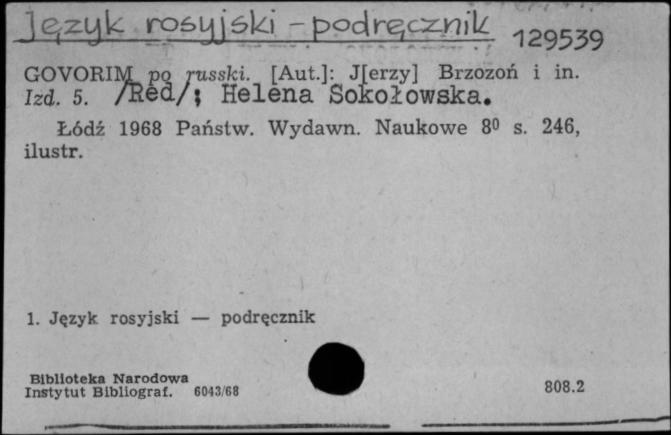 Język rosyjski - podręcznik
129539
GOVORIM po russki. [Aut.]: J[erzy] Brzozoń i in.
Izd. 5. /Red/; Helena Sokołowska.
Łódź 1968 Państw. Wydawn. Naukowe 8⁰ s. 246,
ilustr.
1. Język rosyjski — podręcznik
Biblioteka Narodowa
Instytut Bibliograf. 6043/68
808.2